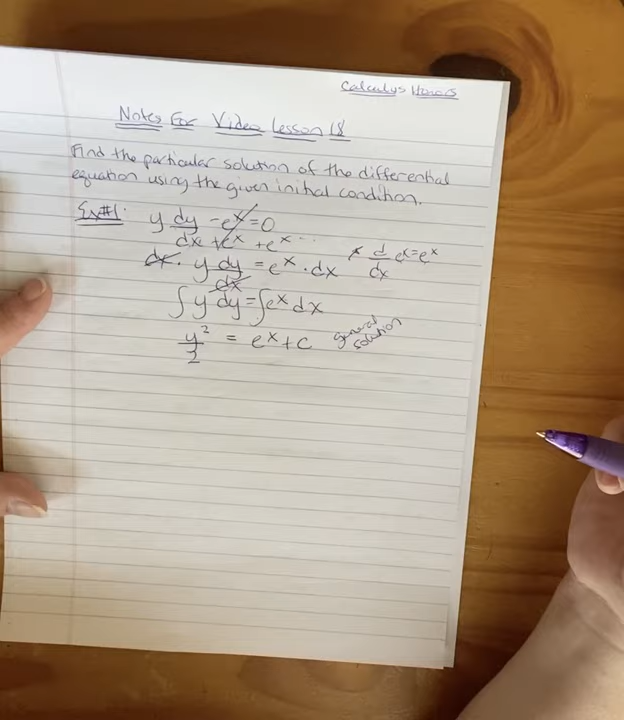 Calculus Honors
Notes For Video Lesson 18
Find the particular solution of the differential
equation using the given initial condition.
Ex#1: y dy/dx - e^x = 0
+e^x +e^x
dx · y dy/dx = e^x · dx * d/dx e^x = e^x
∫ y dy = ∫ e^x dx
y²/2 = e^x + C general solution